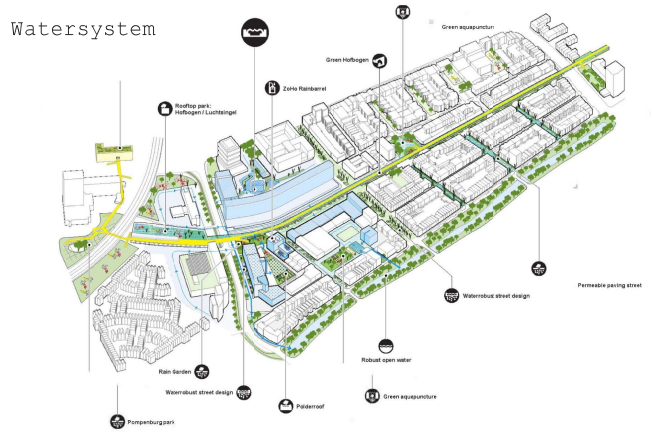 Watersystem
Green aquapunctun
Green Hofbogen
ZoHo Rainbarrel
Rooftop park:
Hofbogen / Luchtsingel
Permeable paving street
Waterrobust street design
Robust open water
Rain Garden
Waterrobust street design
Polderroof
Green aquapuncture
Pompenburg park